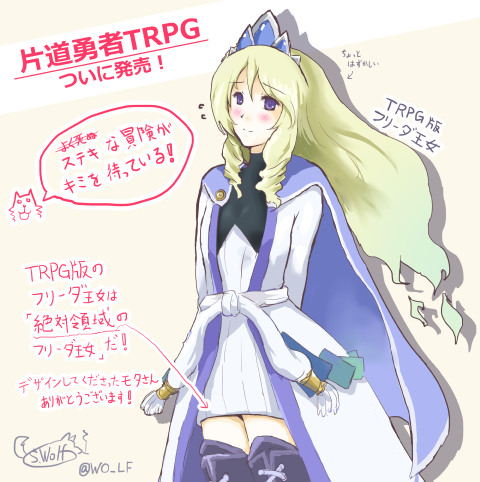 片道勇者TRPG
ついに発売！
ちょっと
はずかしい
TRPG版
フリーダ王女
ステキな冒険が
キミを待っている！
TRPG版の
フリーダ王女は
「絶対領域の
フリーダ王女」だ！
デザインしてくださったモタさん
ありがとうございます！
S.Wolf
@WO_LF